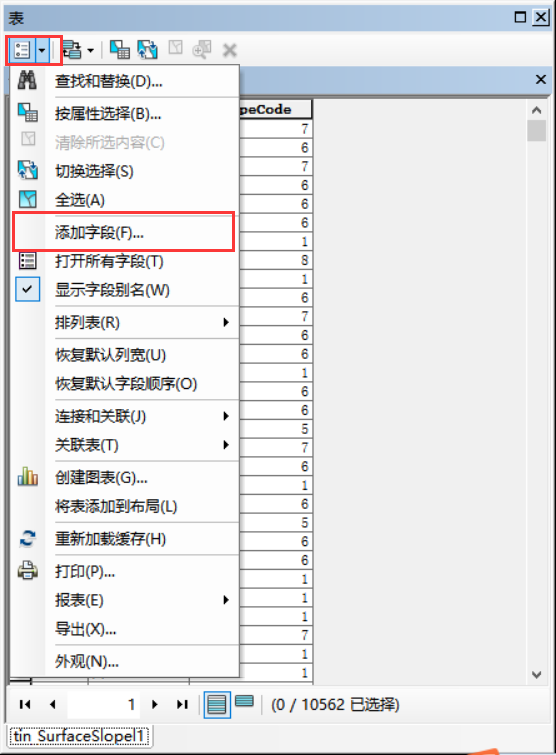 表
查找和替换(D)...
按属性选择(B)...
清除所选内容(C)
切换选择(S)
全选(A)
添加字段(F)...
打开所有字段(T)
显示字段别名(W)
排列表(R)
恢复默认列宽(U)
恢复默认字段顺序(O)
连接和关联(J)
关联表(T)
创建图表(G)...
将表添加到布局(L)
重新加载缓存(H)
打印(P)...
报表(E)
导出(X)...
外观(N)...
peCode
7
6
7
6
6
6
1
8
1
6
7
6
6
1
6
6
5
7
6
1
6
5
6
6
1
1
1
7
1
1
1 (0 / 10562 已选择)
tin_SurfaceSlope1